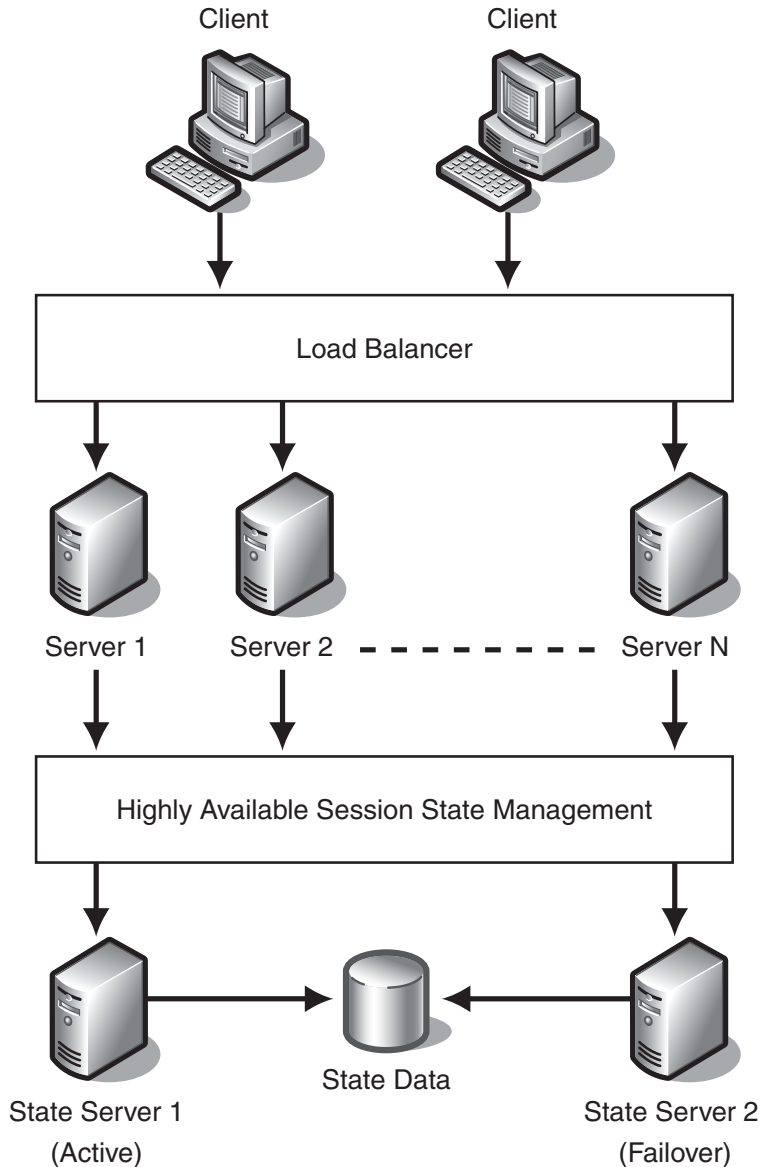 Client
Client
Load Balancer
Server 1
Server 2
Server N
Highly Available Session State Management
State Data
State Server 1
(Active)
State Server 2
(Failover)